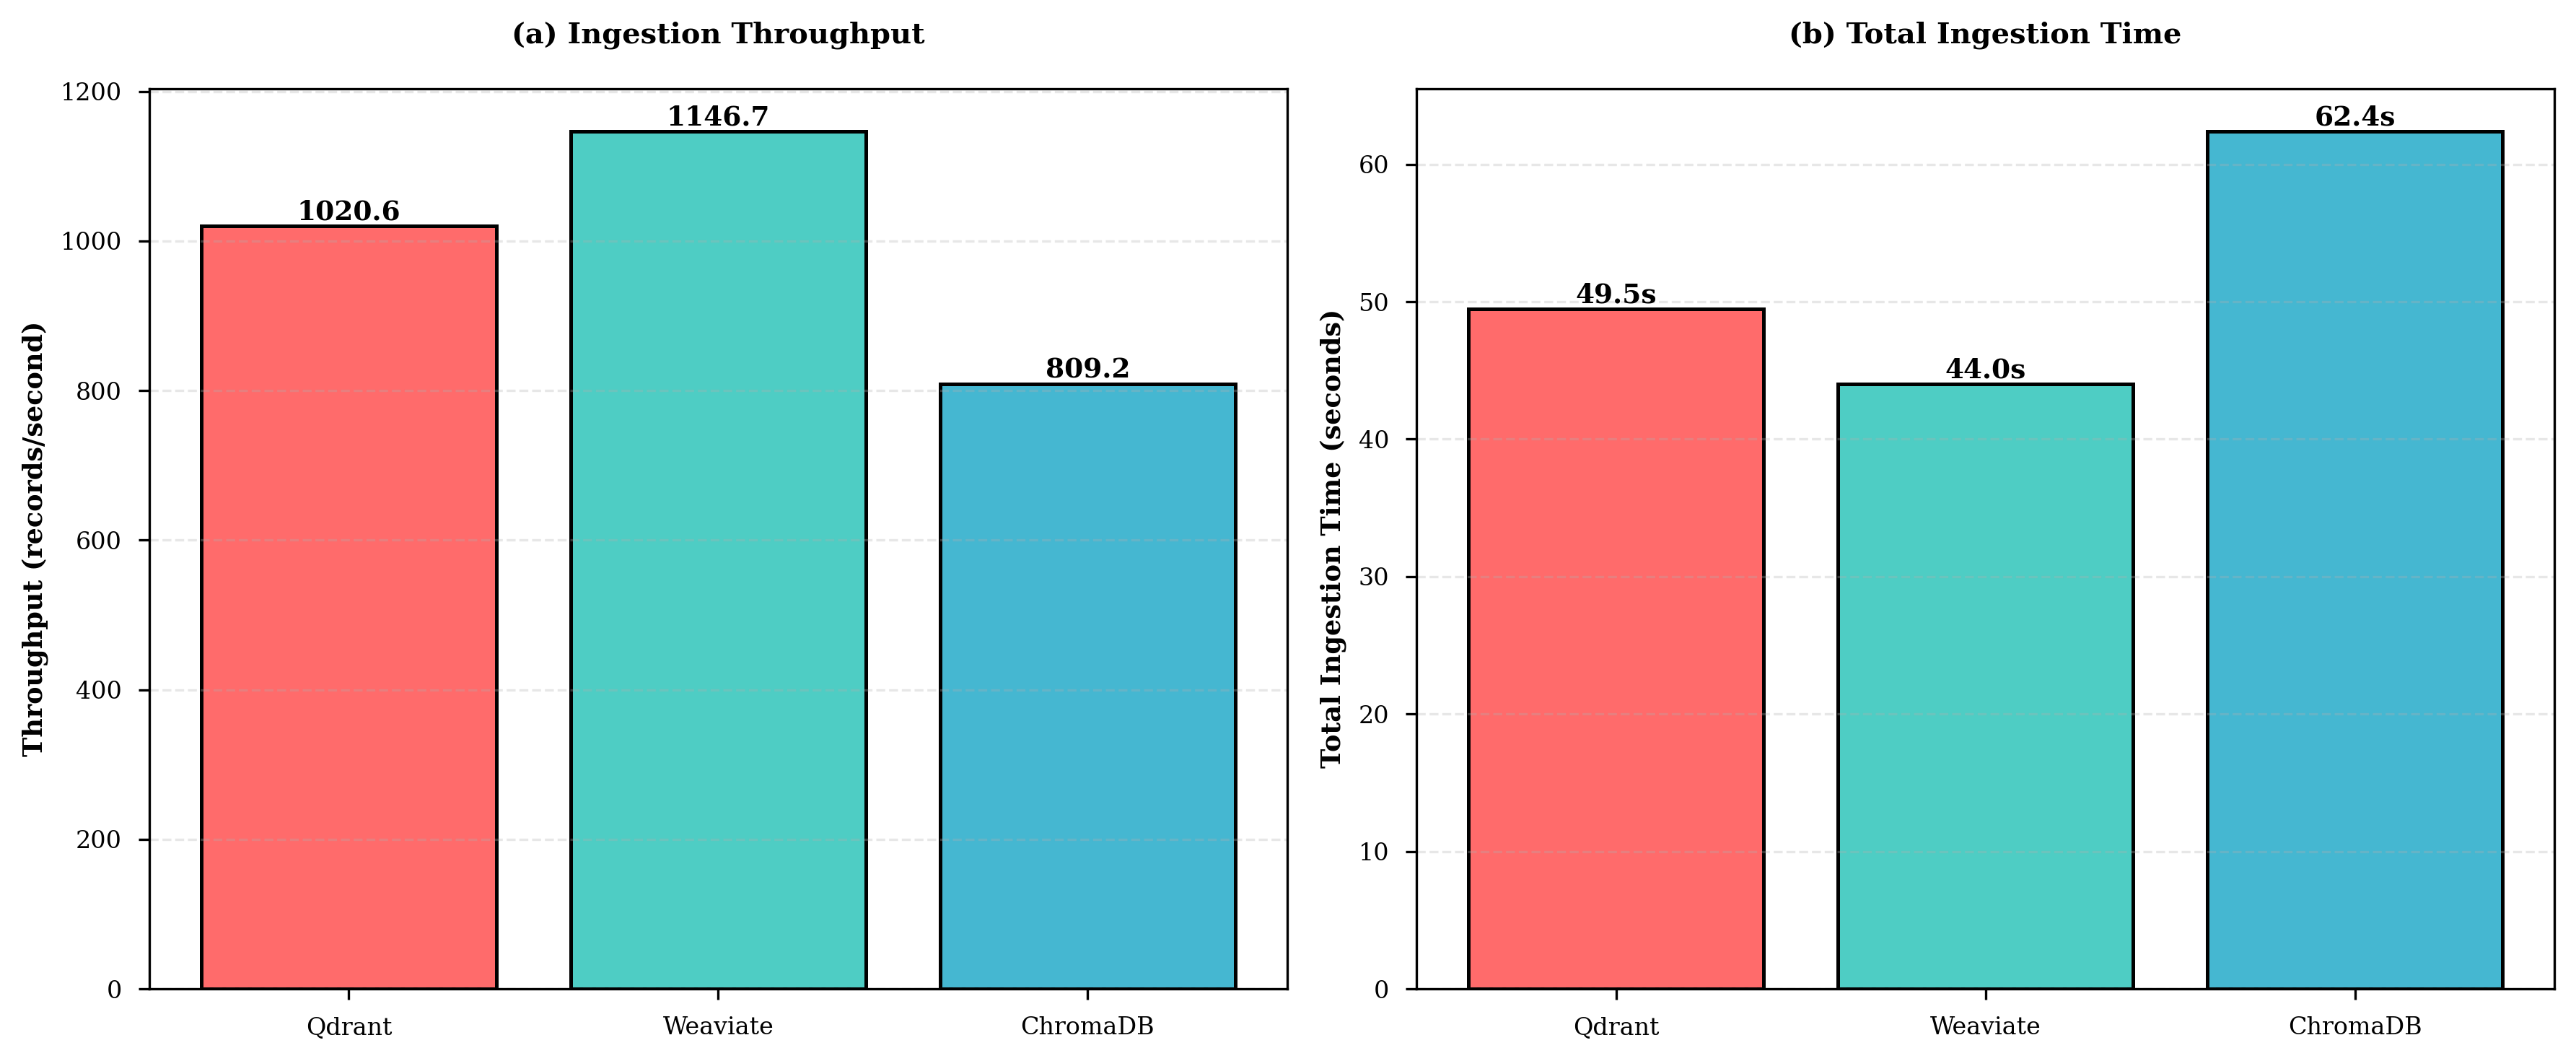 (a) Ingestion Throughput
Throughput (records/second)
1200
1000
800
600
400
200
0
1020.6
1146.7
809.2
Qdrant
Weaviate
ChromaDB
(b) Total Ingestion Time
Total Ingestion Time (seconds)
60
50
40
30
20
10
0
49.5s
44.0s
62.4s
Qdrant
Weaviate
ChromaDB